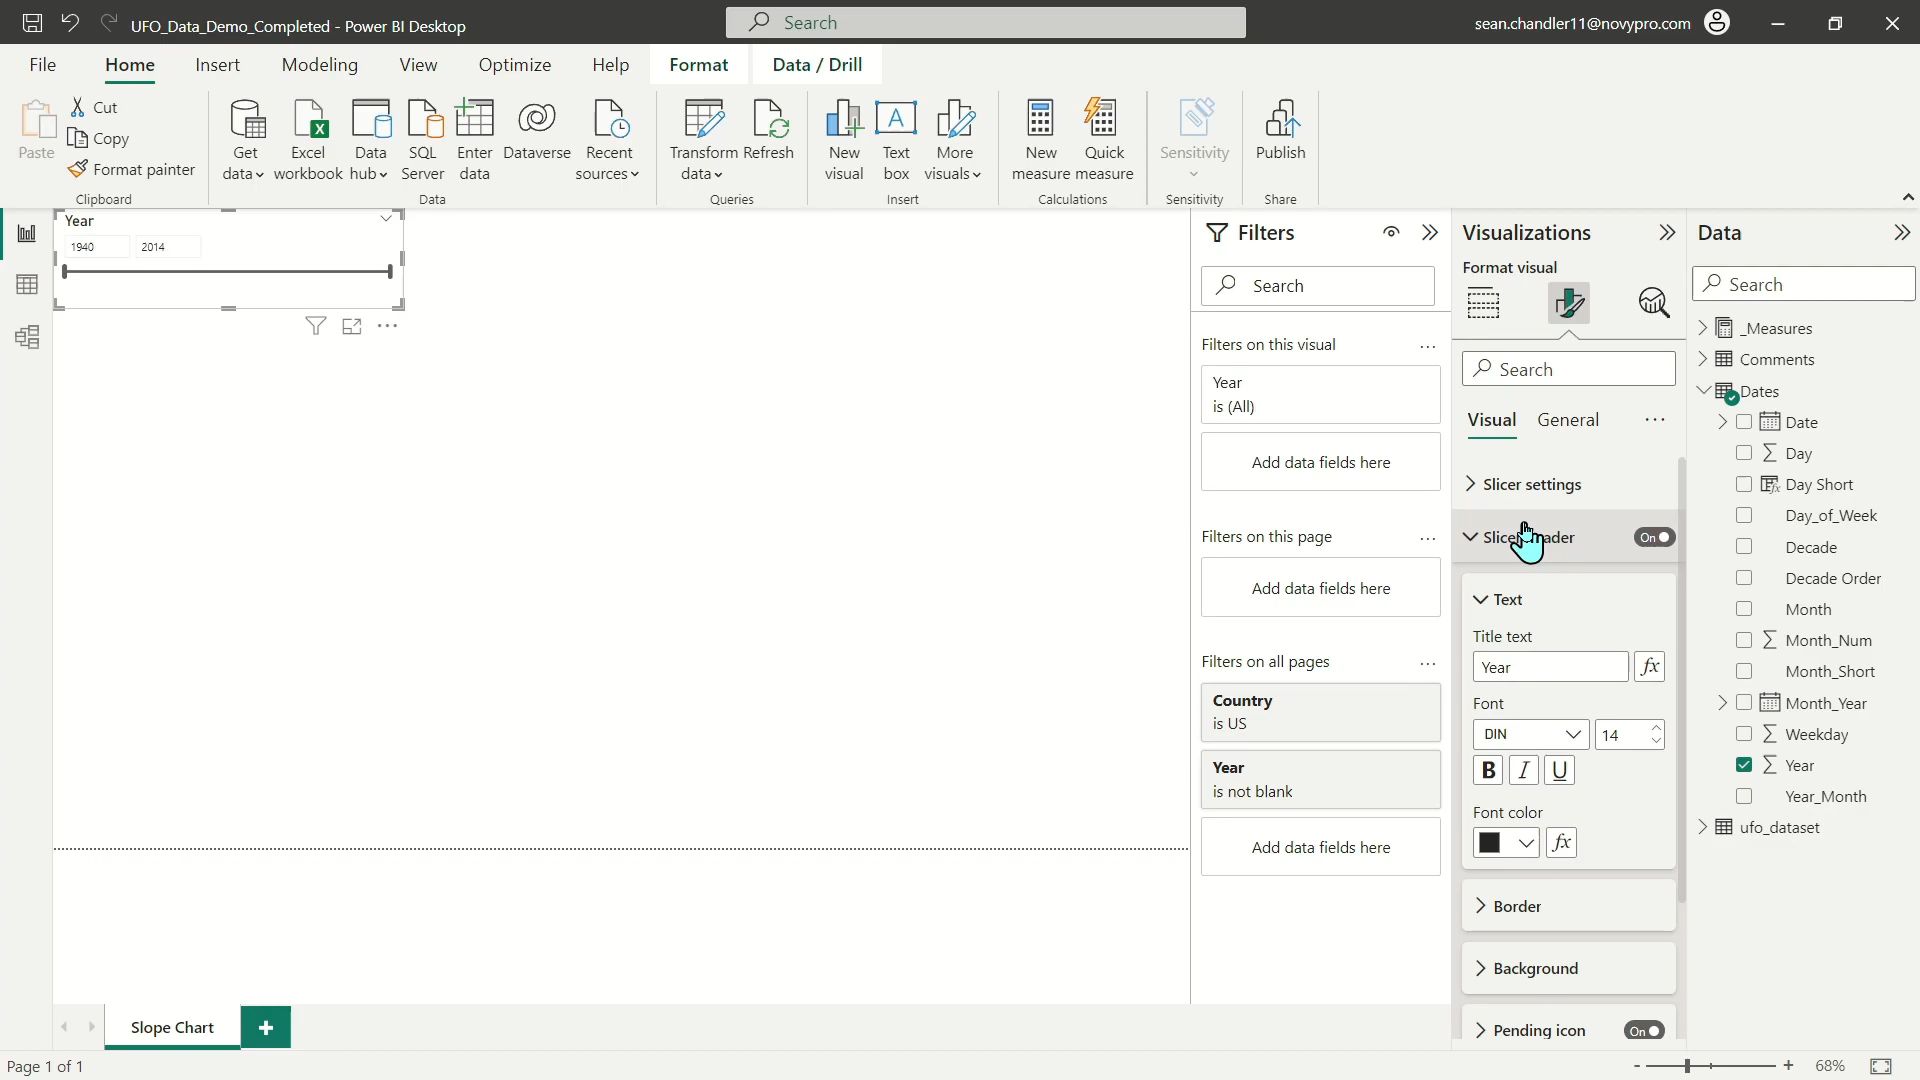 UFO_Data_Demo_Completed - Power BI Desktop
Search
sean.chandler11@novypro.com
File
Home
Insert
Modeling
View
Optimize
Help
Format
Data / Drill
Paste
Cut
Copy
Format painter
Clipboard
Get data
Excel workbook
Data hub
SQL Server
Enter data
Dataverse
Recent sources
Data
Transform data
Refresh
Queries
New visual
Text box
More visuals
Insert
New measure
Quick measure
Calculations
Sensitivity
Sensitivity
Publish
Share
Year
1940
2014
Filters
Search
Filters on this visual
Year
is (All)
Add data fields here
Filters on this page
Add data fields here
Filters on all pages
Country
is US
Year
is not blank
Add data fields here
Visualizations
Format visual
Search
Visual
General
Slicer settings
On
Text
Title text
Year
fx
Font
DIN
14
B
I
U
Font color
fx
Border
Background
Pending icon
On
Data
Search
_Measures
Comments
Dates
Date
Day
Day Short
Day_of_Week
Decade
Decade Order
Month
Month_Num
Month_Short
Month_Year
Weekday
Year
Year_Month
ufo_dataset
Slope Chart
Page 1 of 1
68%